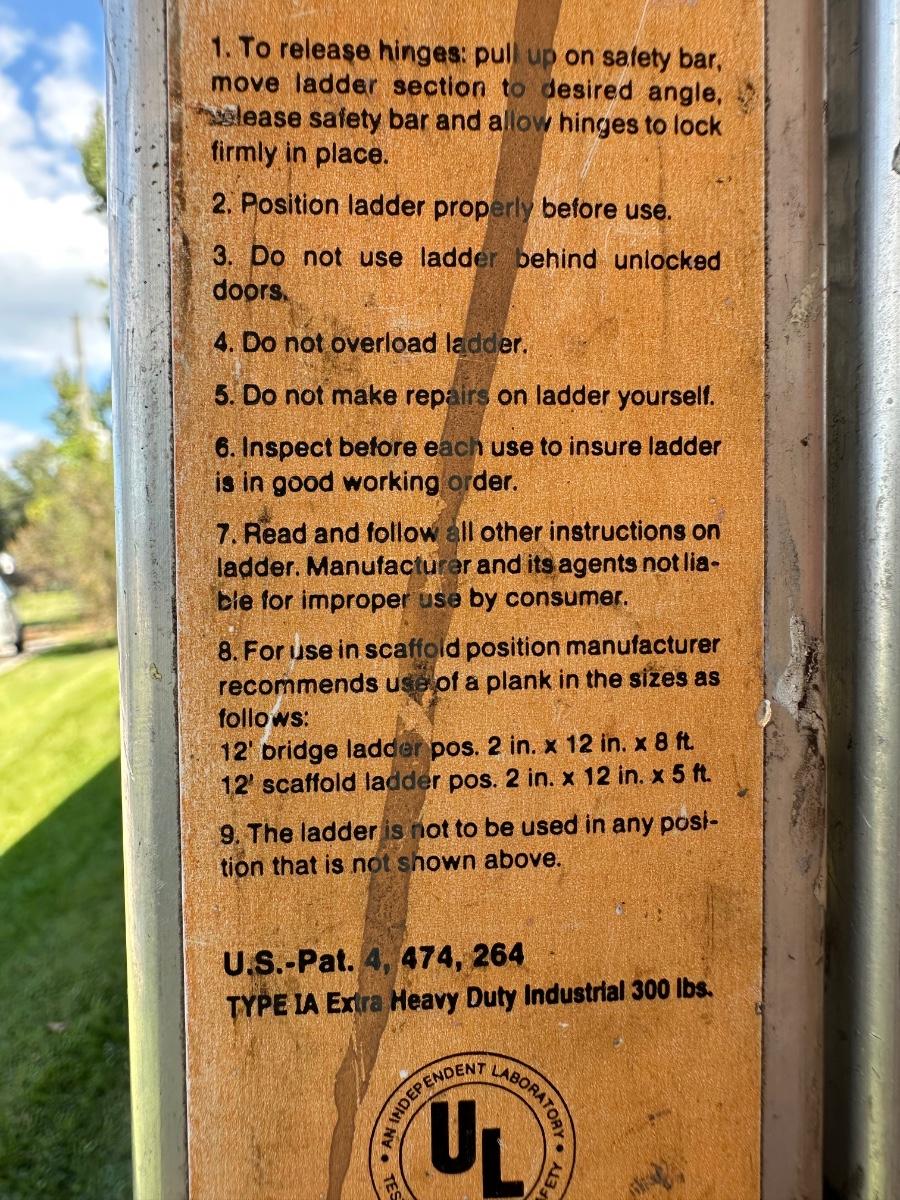 1. To release hinges: pull up on safety bar,
move ladder section to desired angle,
release safety bar and allow hinges to lock
firmly in place.
2. Position ladder properly before use.
3. Do not use ladder behind unlocked
doors.
4. Do not overload ladder.
5. Do not make repairs on ladder yourself.
6. Inspect before each use to insure ladder
is in good working order.
7. Read and follow all other instructions on
ladder. Manufacturer and its agents not lia-
ble for improper use by consumer.
8. For use in scaffold position manufacturer
recommends use of a plank in the sizes as
follows:
12' bridge ladder pos. 2 in. x 12 in. x 8 ft.
12' scaffold ladder pos. 2 in. x 12 in. x 5 ft.
9. The ladder is not to be used in any posi-
tion that is not shown above.
U.S.-Pat. 4, 474, 264
TYPE IA Extra Heavy Duty Industrial 300 lbs.
• AN INDEPENDENT LABORATORY •
UL